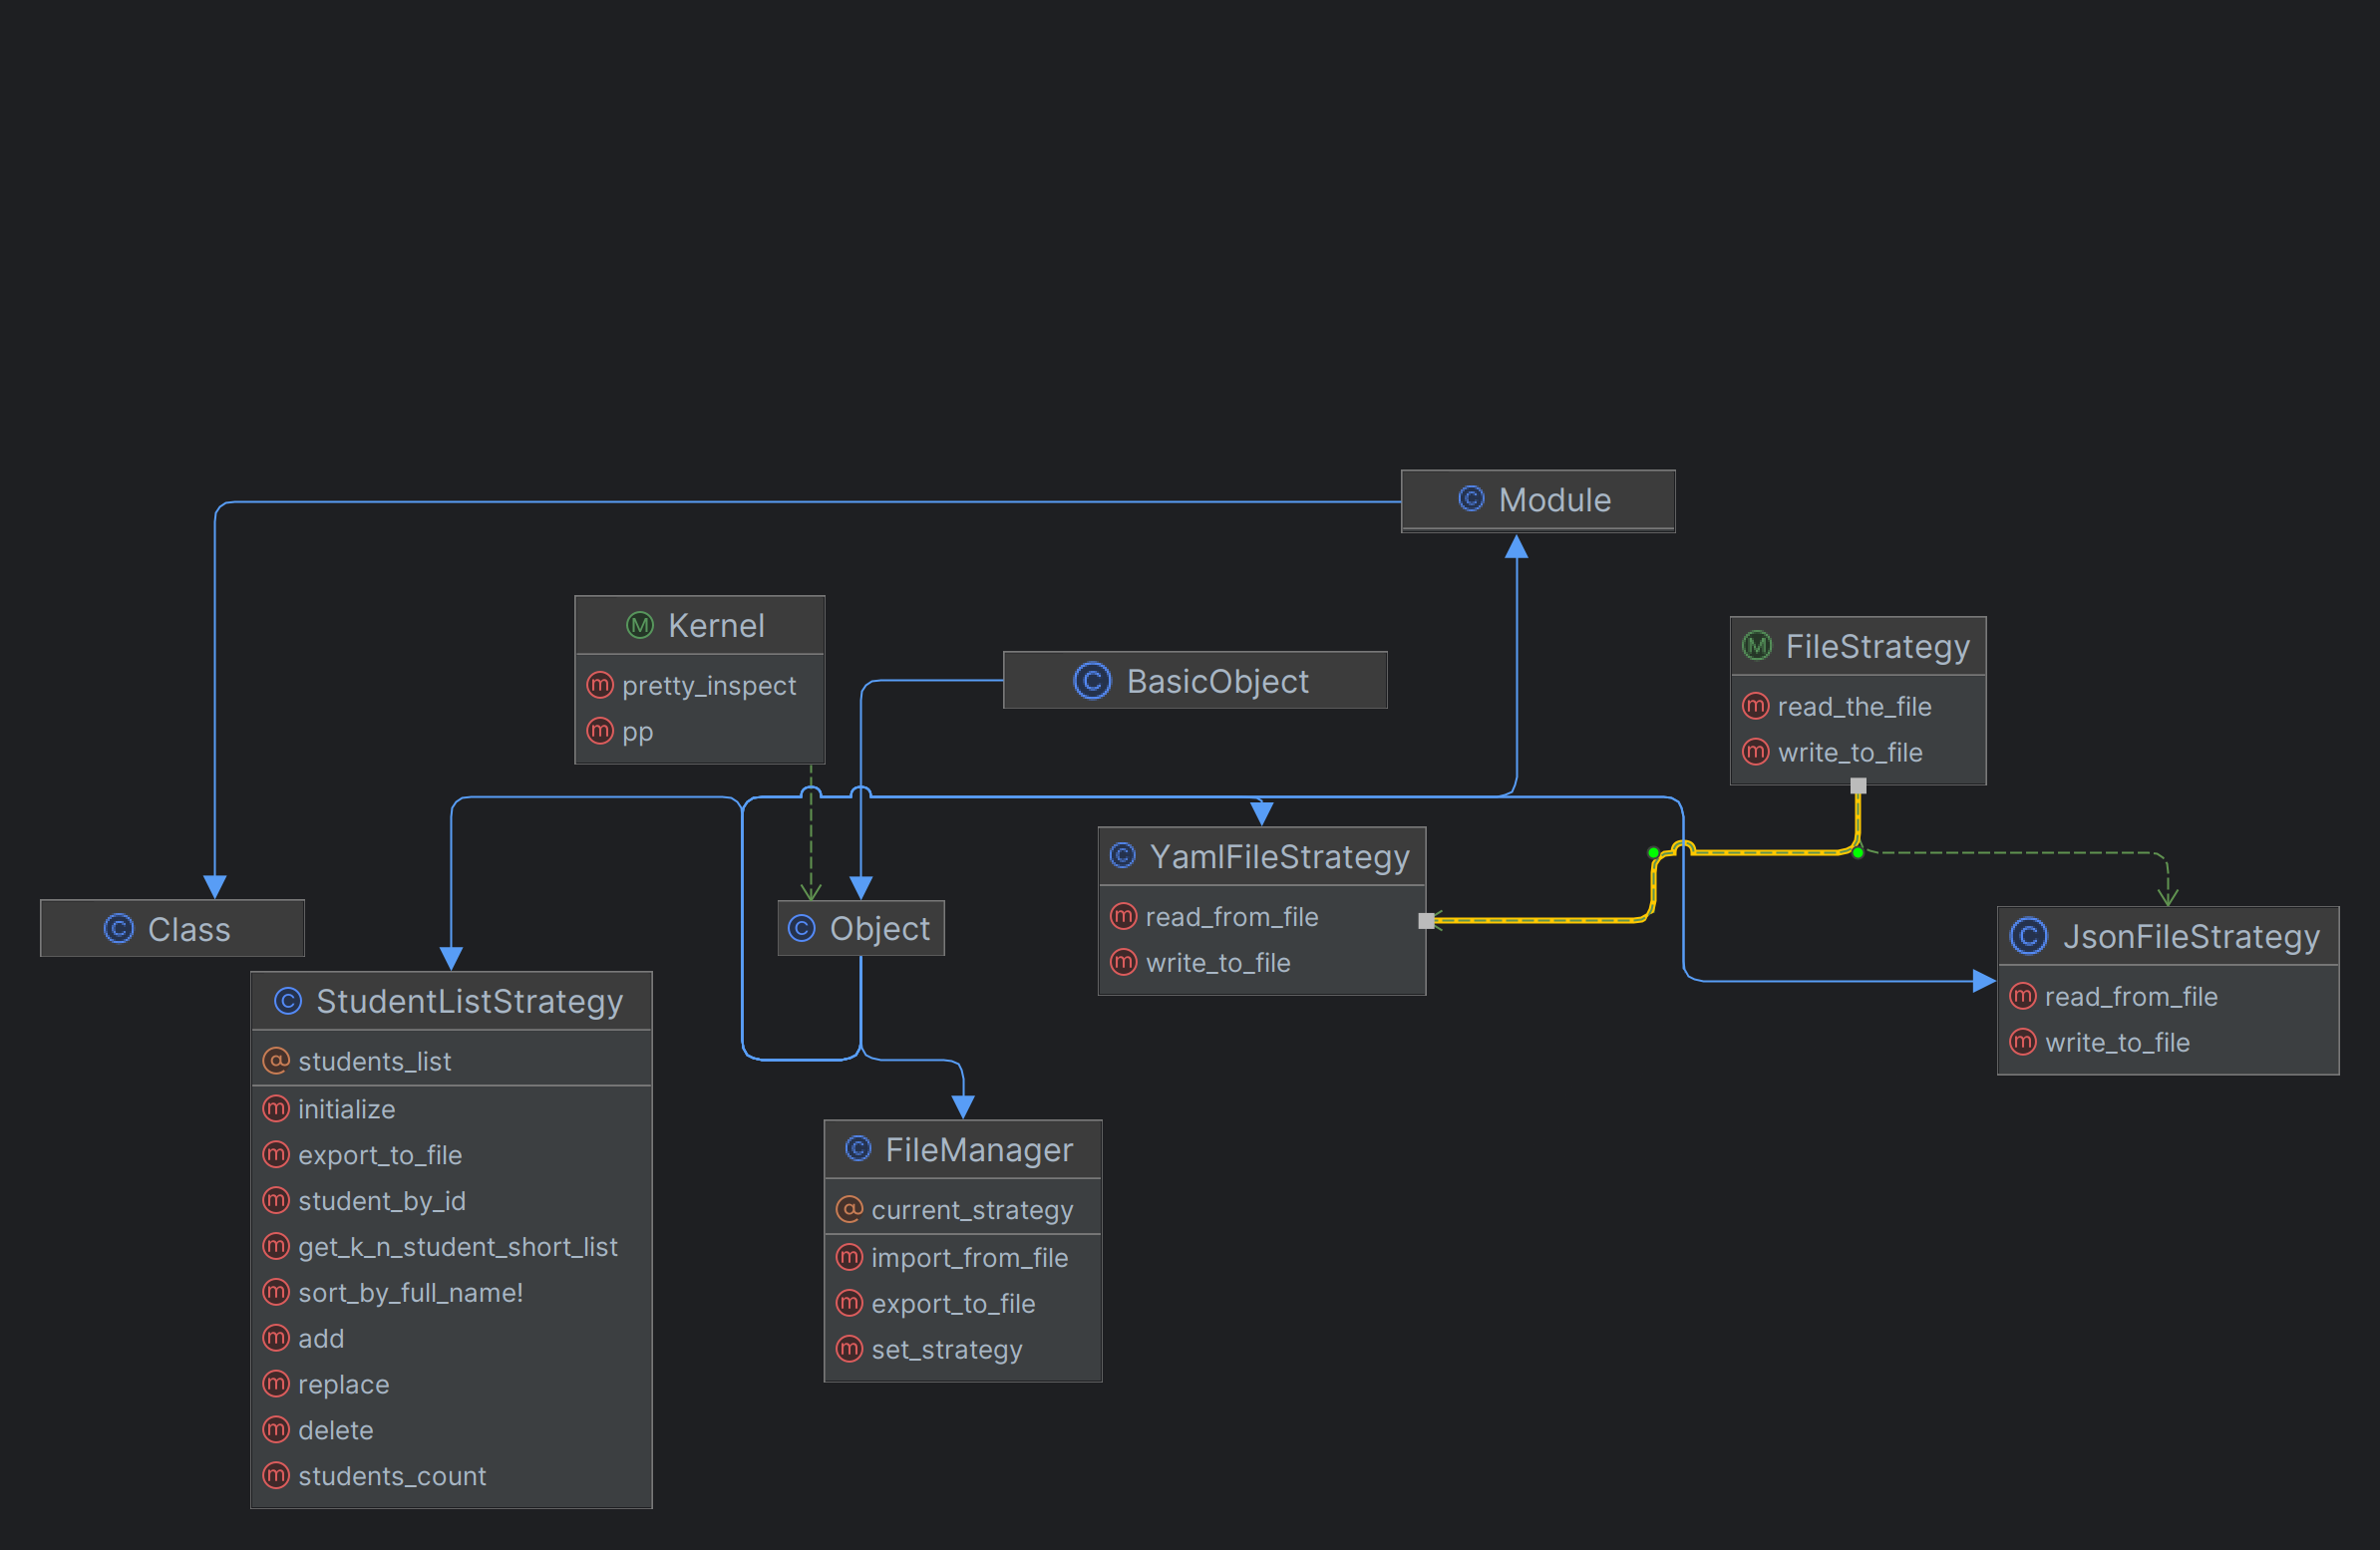 Module
Kernel
pretty_inspect
pp
BasicObject
FileStrategy
read_the_file
write_to_file
YamlFileStrategy
read_from_file
write_to_file
Class
Object
JsonFileStrategy
read_from_file
write_to_file
StudentListStrategy
students_list
initialize
export_to_file
student_by_id
get_k_n_student_short_list
sort_by_full_name!
add
replace
delete
students_count
FileManager
current_strategy
import_from_file
export_to_file
set_strategy